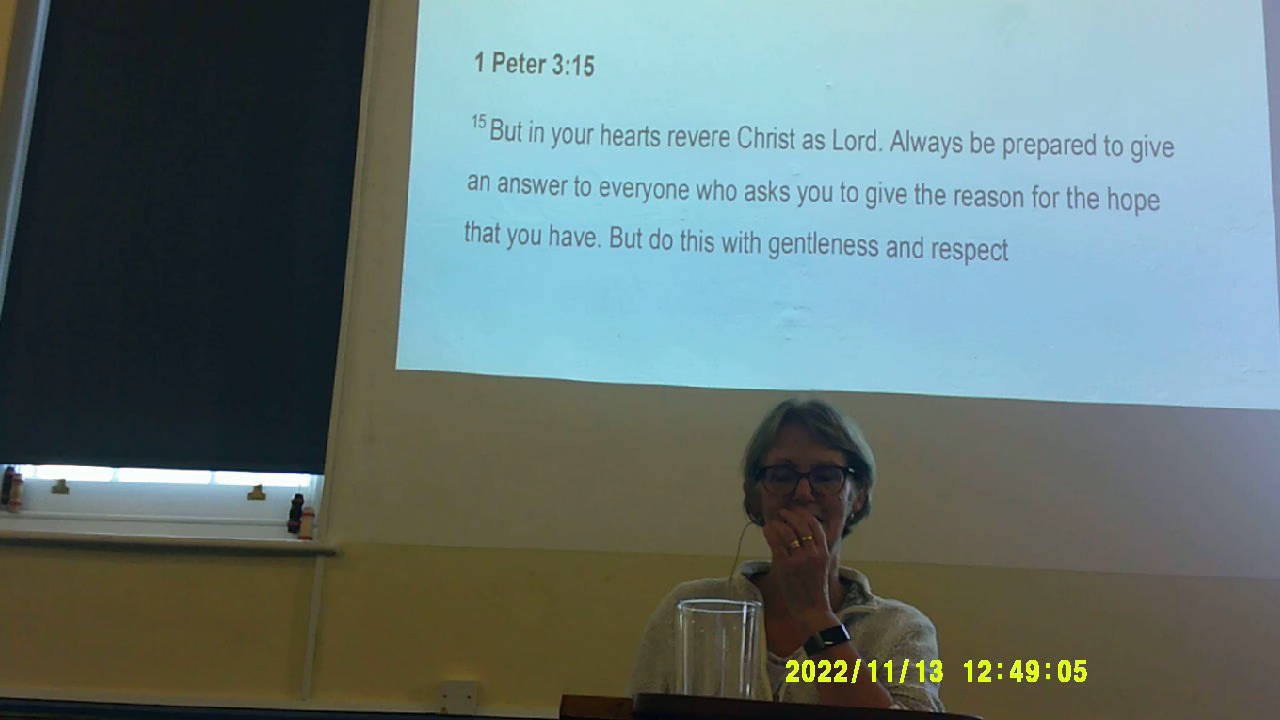 1 Peter 3:15
15 But in your hearts revere Christ as Lord. Always be prepared to give
an answer to everyone who asks you to give the reason for the hope
that you have. But do this with gentleness and respect
2022/11/13 12:49:05